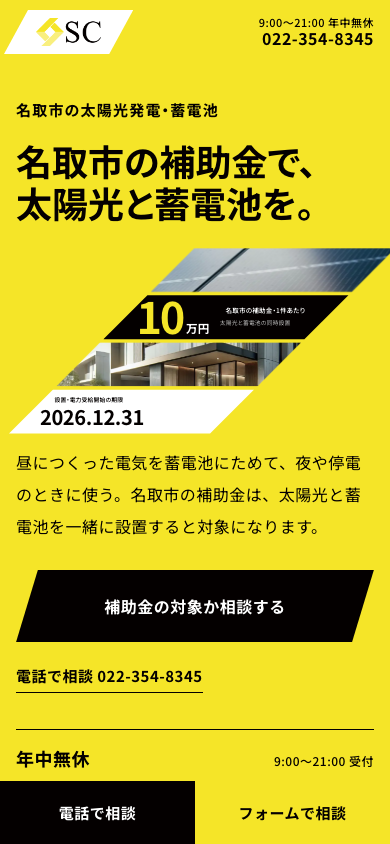 SC
9:00〜21:00 年中無休
022-354-8345
名取市の太陽光発電・蓄電池
名取市の補助金で、
太陽光と蓄電池を。
10万円
名取市の補助金・1件あたり
太陽光と蓄電池の同時設置
設置・電力受給開始の期限
2026.12.31
昼につくった電気を蓄電池にためて、夜や停電
のときに使う。名取市の補助金は、太陽光と蓄
電池を一緒に設置すると対象になります。
補助金の対象か相談する
電話で相談 022-354-8345
年中無休
9:00〜21:00 受付
電話で相談
フォームで相談